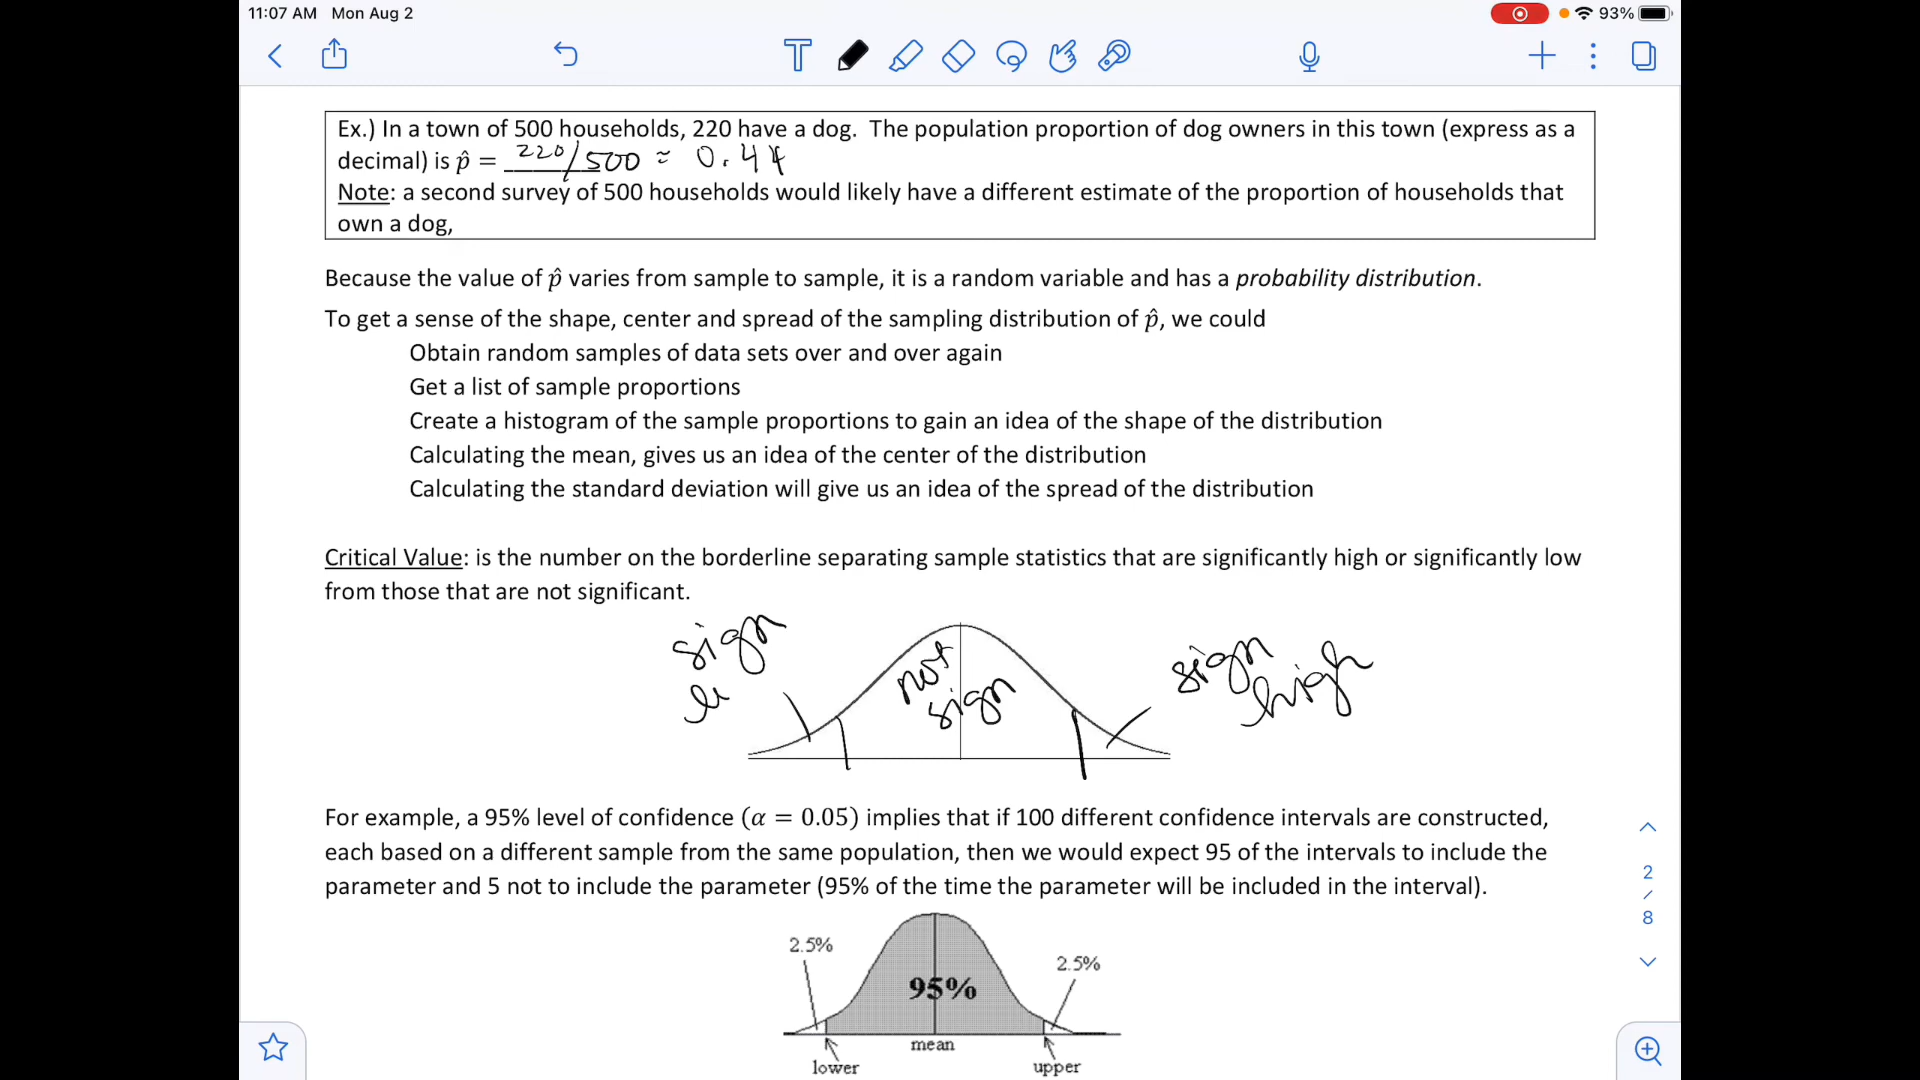 11:07 AM Mon Aug 2
93%
Ex.) In a town of 500 households, 220 have a dog. The population proportion of dog owners in this town (express as a
decimal) is p̂ = 220/500 ≈ 0.44
Note: a second survey of 500 households would likely have a different estimate of the proportion of households that
own a dog,
Because the value of p̂ varies from sample to sample, it is a random variable and has a probability distribution.
To get a sense of the shape, center and spread of the sampling distribution of p̂, we could
Obtain random samples of data sets over and over again
Get a list of sample proportions
Create a histogram of the sample proportions to gain an idea of the shape of the distribution
Calculating the mean, gives us an idea of the center of the distribution
Calculating the standard deviation will give us an idea of the spread of the distribution
Critical Value: is the number on the borderline separating sample statistics that are significantly high or significantly low
from those that are not significant.
sign
not
sign
sign
high
For example, a 95% level of confidence (α = 0.05) implies that if 100 different confidence intervals are constructed,
each based on a different sample from the same population, then we would expect 95 of the intervals to include the
parameter and 5 not to include the parameter (95% of the time the parameter will be included in the interval).
2
/
8
2.5%
2.5%
95%
mean
lower
upper